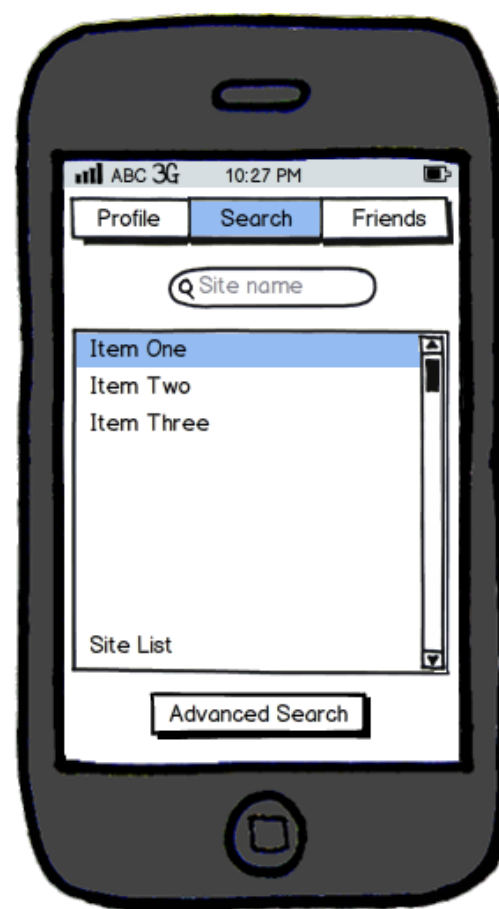 ABC 3G 10:27 PM
Profile Search Friends
Site name
Item One
Item Two
Item Three
Site List
Advanced Search